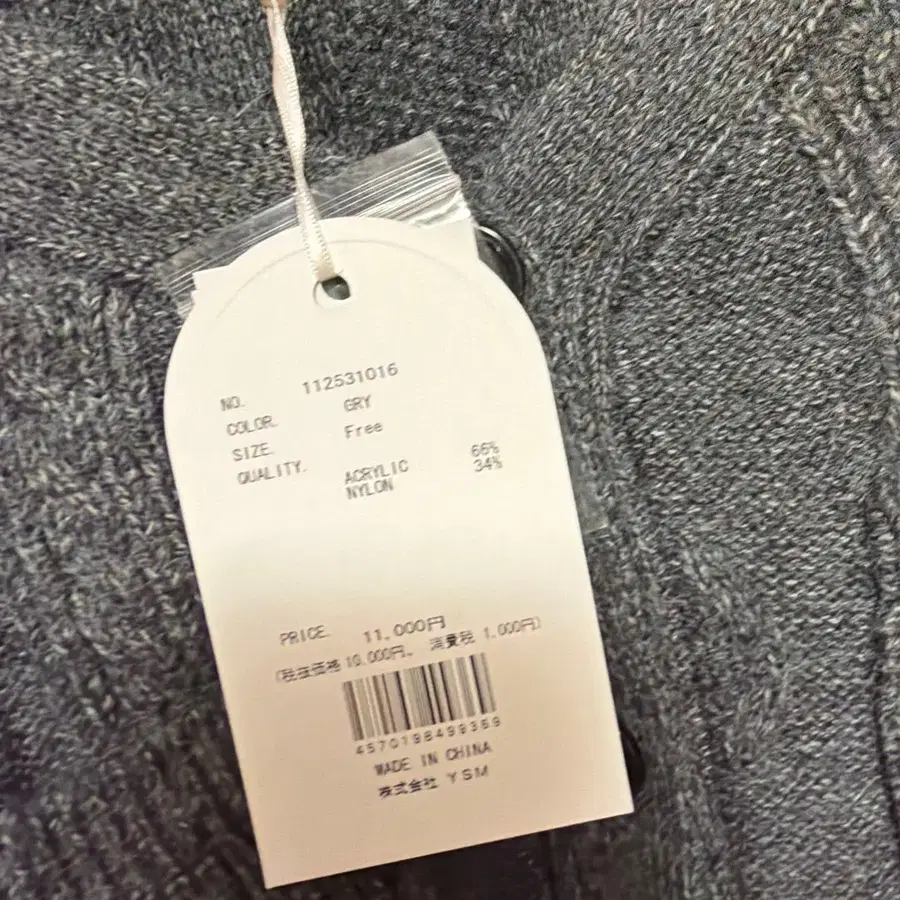 NO. 112531016
COLOR. GRY
SIZE. Free
QUALITY. ACRYLIC 66%
NYLON 34%
PRICE. 11,000円
(税抜価格 10,000円、 消費税 1,000円)
4570198499369
MADE IN CHINA
株式会社 YSM